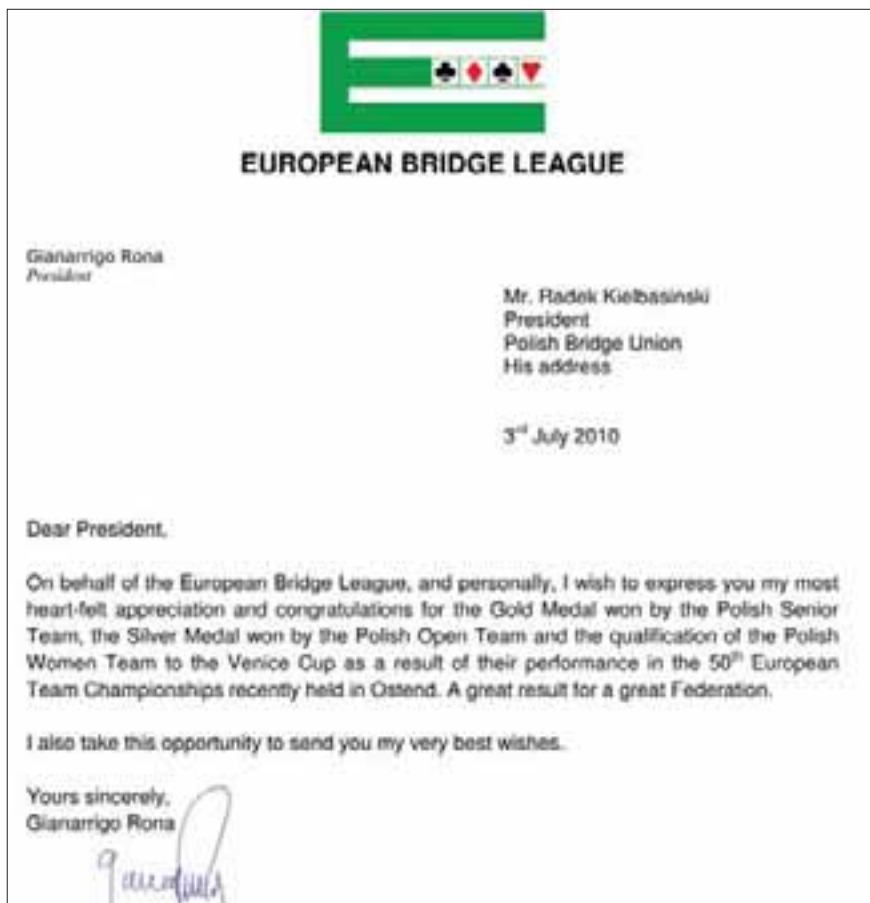 EUROPEAN BRIDGE LEAGUE
Gianarrigo Rona
President
Mr. Radek Kielbasinski
President
Polish Bridge Union
His address
3rd July 2010
Dear President,
On behalf of the European Bridge League, and personally, I wish to express you my most
heart-felt appreciation and congratulations for the Gold Medal won by the Polish Senior
Team, the Silver Medal won by the Polish Open Team and the qualification of the Polish
Women Team to the Venice Cup as a result of their performance in the 50th European
Team Championships recently held in Ostend. A great result for a great Federation.
I also take this opportunity to send you my very best wishes.
Yours sincerely,
Gianarrigo Rona